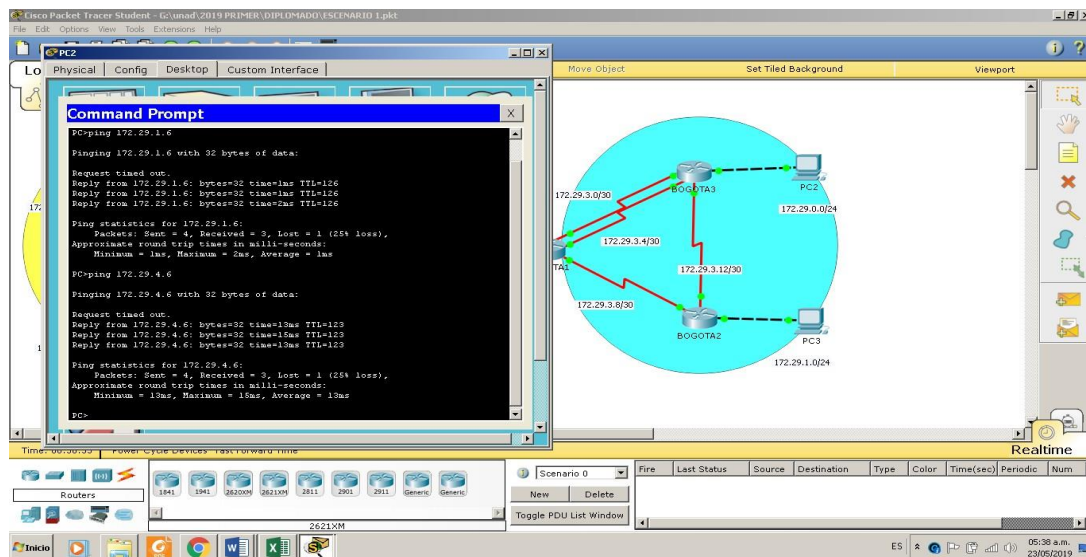 Cisco Packet Tracer Student - G:\unad\2019 PRIMER\DIPLOMADO\ESCENARIO 1.pkt
File Edit Options View Tools Extensions Help
PC2
Physical Config Desktop Custom Interface
Lo
Move Object Set Tiled Background Viewport
Command Prompt
X
PC>ping 172.29.1.6
Pinging 172.29.1.6 with 32 bytes of data:
Request timed out.
Reply from 172.29.1.6: bytes=32 time=1ms TTL=126
Reply from 172.29.1.6: bytes=32 time=1ms TTL=126
Reply from 172.29.1.6: bytes=32 time=2ms TTL=126
Ping statistics for 172.29.1.6:
Packets: Sent = 4, Received = 3, Lost = 1 (25% loss),
Approximate round trip times in milli-seconds:
Minimum = 1ms, Maximum = 2ms, Average = 1ms
PC>ping 172.29.4.6
Pinging 172.29.4.6 with 32 bytes of data:
Request timed out.
Reply from 172.29.4.6: bytes=32 time=13ms TTL=123
Reply from 172.29.4.6: bytes=32 time=15ms TTL=123
Reply from 172.29.4.6: bytes=32 time=13ms TTL=123
Ping statistics for 172.29.4.6:
Packets: Sent = 4, Received = 3, Lost = 1 (25% loss),
Approximate round trip times in milli-seconds:
Minimum = 13ms, Maximum = 15ms, Average = 13ms
PC>
BOGOTA3
PC2
172.29.3.0/30
172.29.0.0/24
172.29.3.4/30
TA1
172.29.3.12/30
172.29.3.8/30
BOGOTA2
PC3
172.29.1.0/24
Realtime
Routers
1841 1941 2620XM 2621XM 2811 2901 2911 Generic Generic
2621XM
Scenario 0
New Delete
Toggle PDU List Window
Fire Last Status Source Destination Type Color Time(sec) Periodic Num
Inicio
ES
05:38 a.m.
23/05/2019